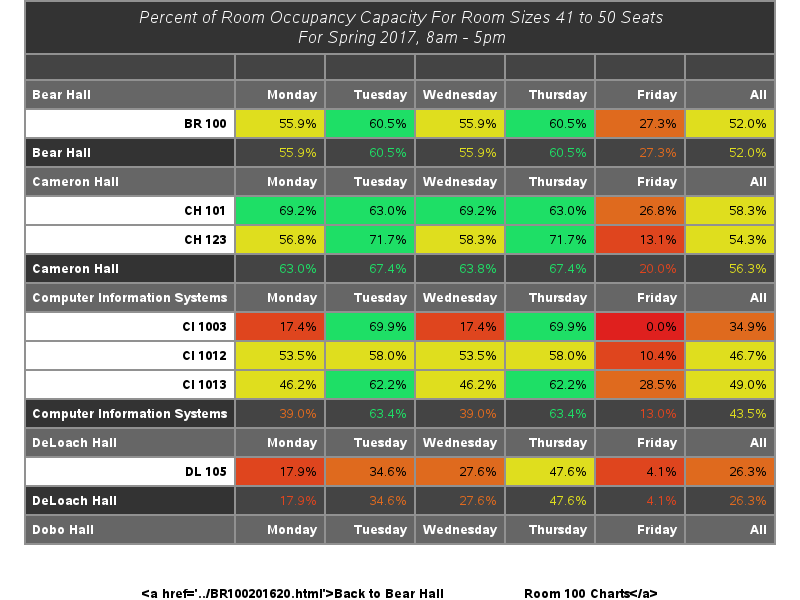 Percent of Room Occupancy Capacity For Room Sizes 41 to 50 Seats
For Spring 2017, 8am - 5pm
Bear Hall Monday Tuesday Wednesday Thursday Friday All
BR 100 55.9% 60.5% 55.9% 60.5% 27.3% 52.0%
Bear Hall 55.9% 60.5% 55.9% 60.5% 27.3% 52.0%
Cameron Hall Monday Tuesday Wednesday Thursday Friday All
CH 101 69.2% 63.0% 69.2% 63.0% 26.8% 58.3%
CH 123 56.8% 71.7% 58.3% 71.7% 13.1% 54.3%
Cameron Hall 63.0% 67.4% 63.8% 67.4% 20.0% 56.3%
Computer Information Systems Monday Tuesday Wednesday Thursday Friday All
CI 1003 17.4% 69.9% 17.4% 69.9% 0.0% 34.9%
CI 1012 53.5% 58.0% 53.5% 58.0% 10.4% 46.7%
CI 1013 46.2% 62.2% 46.2% 62.2% 28.5% 49.0%
Computer Information Systems 39.0% 63.4% 39.0% 63.4% 13.0% 43.5%
DeLoach Hall Monday Tuesday Wednesday Thursday Friday All
DL 105 17.9% 34.6% 27.6% 47.6% 4.1% 26.3%
DeLoach Hall 17.9% 34.6% 27.6% 47.6% 4.1% 26.3%
Dobo Hall Monday Tuesday Wednesday Thursday Friday All
<a href='../BR100201620.html'>Back to Bear Hall Room 100 Charts</a>